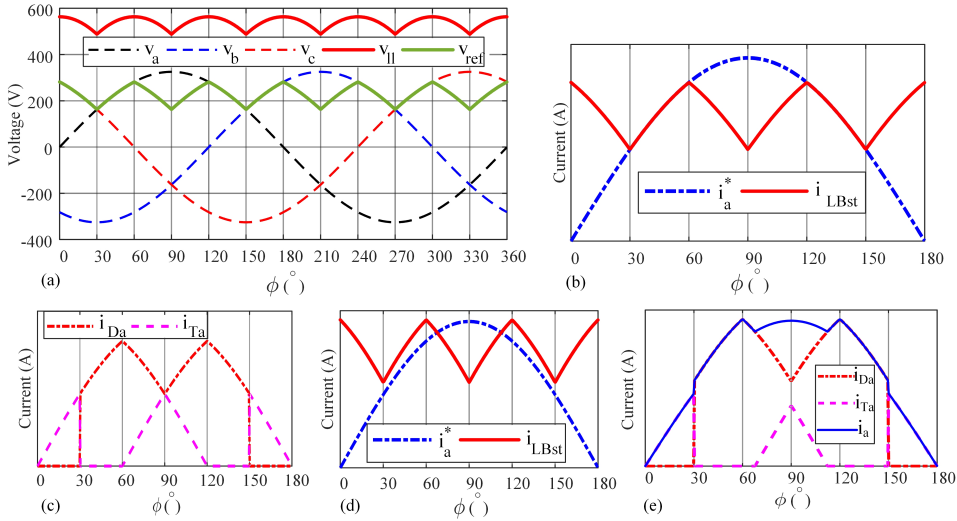 600
400
200
0
-200
-400
Voltage (V)
v_a v_b v_c v_ll v_ref
0 30 60 90 120 150 180 210 240 270 300 330 360
ϕ (°)
(a)
Current (A)
i*_a i_LBst
0 30 60 90 120 150 180
ϕ (°)
(b)
Current (A)
i_Da i_Ta
0 30 60 90 120 150 180
ϕ (°)
(c)
Current (A)
i*_a i_LBst
0 30 60 90 120 150 180
ϕ (°)
(d)
Current (A)
i_Da
i_Ta
i_a
0 30 60 90 120 150 180
ϕ (°)
(e)